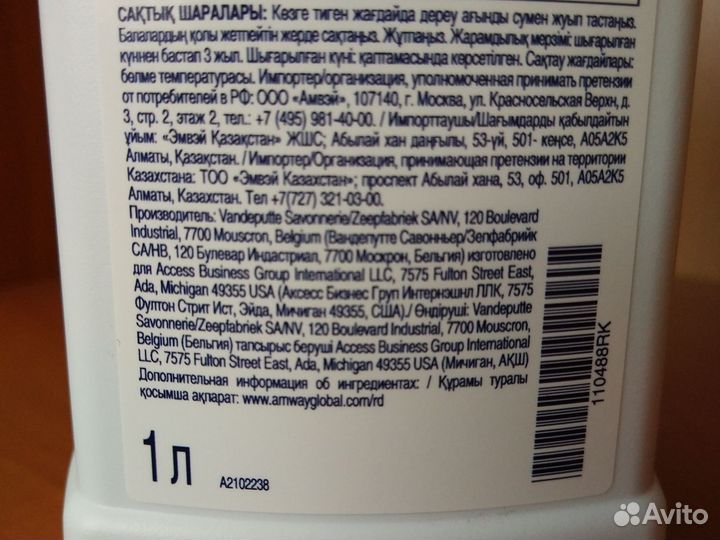 САҚТЫҚ ШАРАЛАРЫ: Көзге тиген жағдайда дереу ағынды сумен жуып тастаңыз.
Балалардың қолы жетпейтін жерде сақтаңыз. Жұтпаңыз. Жарамдылық мерзімі: шығарылған
күннен бастап 3 жыл. Шығарылған күні: қаптамасында көрсетілген. Сақтау жағдайлары:
бөлме температурасы. Импортер/организация, уполномоченная принимать претензии
от потребителей в РФ: ООО «Амвэй», 107140, г. Москва, ул. Красносельская Верхн, д.
3, стр. 2, этаж 2, тел.: +7 (495) 981-40-00. / Импорттаушы/Шағымдарды қабылдайтын
ұйым: «Эмвэй Қазақстан» ЖШС; Абылай хан даңғылы, 53-үй, 501- кеңсе, A05A2K5
Алматы, Қазақстан. / Импортер/Организация, принимающая претензии на территории
Казахстана: ТОО «Эмвэй Казахстан»; проспект Абылай хана, 53, оф. 501, A05A2K5
Алматы, Казахстан. Тел +7(727) 321-03-00.
Производитель: Vandeputte Savonnerie/Zeepfabriek SA/NV, 120 Boulevard
Industrial, 7700 Mouscron, Belgium (Вандепутте Савонньер/Зепфабрийк
СА/НВ, 120 Булевар Индастриал, 7700 Москрон, Бельгия) изготовлено
для Access Business Group International LLC, 7575 Fulton Street East,
Ada, Michigan 49355 USA (Аксесс Бизнес Груп Интернэшнл ЛЛК, 7575
Фултон Стрит Ист, Эйда, Мичиган 49355, США)./ Өндіруші: Vandeputte
Savonnerie/Zeepfabriek SA/NV, 120 Boulevard Industrial, 7700 Mouscron,
Belgium (Бельгия) тапсырыс беруші Access Business Group International
LLC, 7575 Fulton Street East, Ada, Michigan 49355 USA (Мичиган, АҚШ)
Дополнительная информация об ингредиентах: / Құрамы туралы
қосымша ақпарат: www.amwayglobal.com/rd
1 л
A2102238
110488RK
Avito